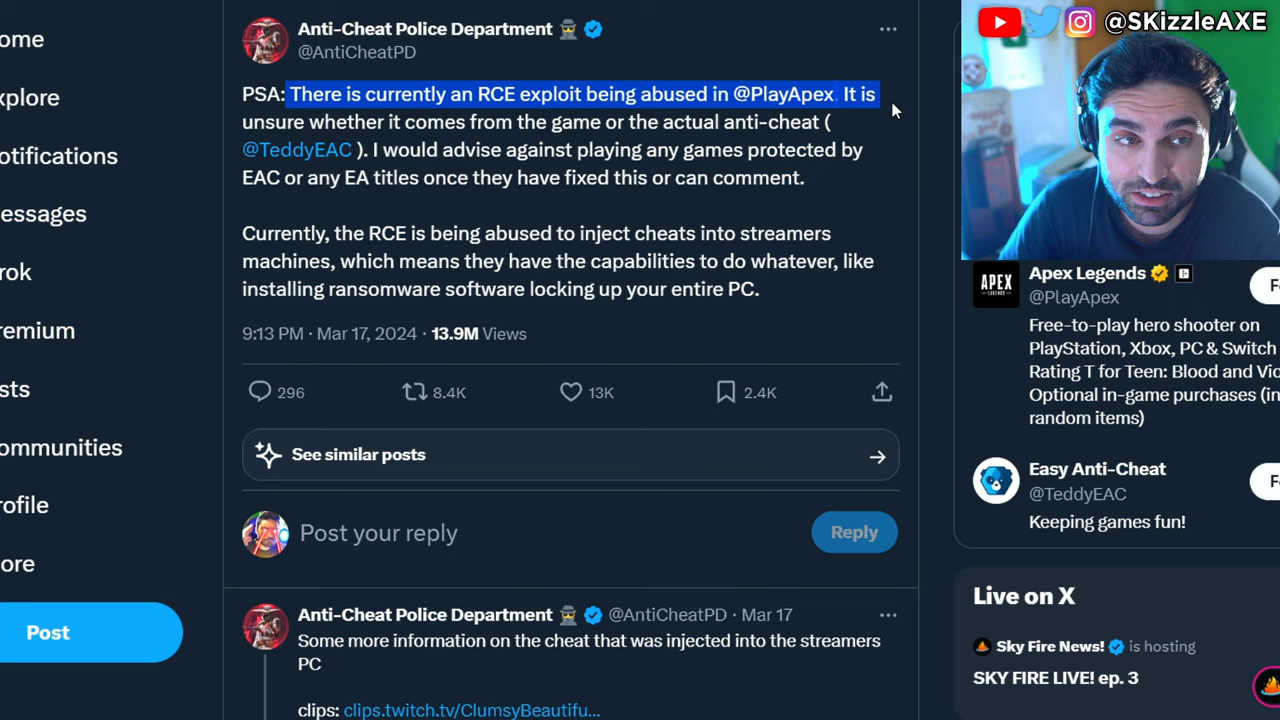 @SKizzleAXE
ome
xplore
otifications
essages
rok
remium
sts
ommunities
rofile
ore
Post
Anti-Cheat Police Department
@AntiCheatPD
PSA: There is currently an RCE exploit being abused in @PlayApex. It is
unsure whether it comes from the game or the actual anti-cheat (
@TeddyEAC ). I would advise against playing any games protected by
EAC or any EA titles once they have fixed this or can comment.
Currently, the RCE is being abused to inject cheats into streamers
machines, which means they have the capabilities to do whatever, like
installing ransomware software locking up your entire PC.
9:13 PM · Mar 17, 2024 · 13.9M Views
296
8.4K
13K
2.4K
See similar posts
Post your reply
Reply
Anti-Cheat Police Department @AntiCheatPD · Mar 17
Some more information on the cheat that was injected into the streamers
PC
clips: clips.twitch.tv/ClumsyBeautifu...
APEX
LEGENDS
Apex Legends
@PlayApex
Fo
Free-to-play hero shooter on
PlayStation, Xbox, PC & Switch
Rating T for Teen: Blood and Vio
Optional in-game purchases (in
random items)
Easy Anti-Cheat
@TeddyEAC
Fo
Keeping games fun!
Live on X
Sky Fire News! is hosting
SKY FIRE LIVE! ep. 3